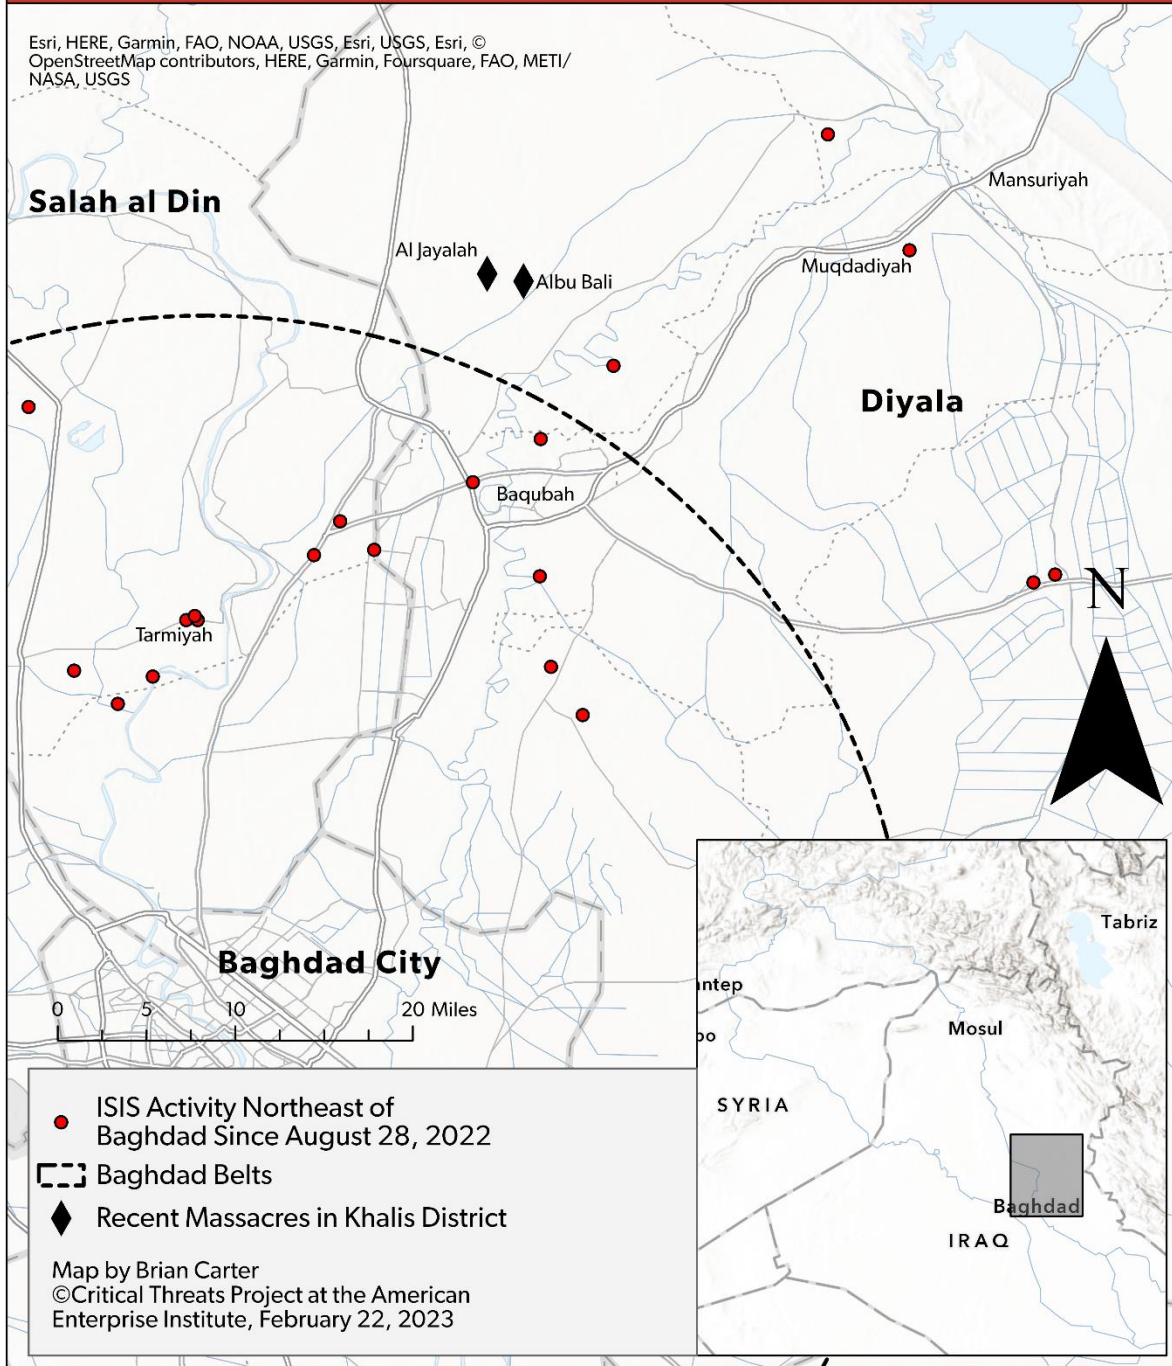 Esri, HERE, Garmin, FAO, NOAA, USGS, Esri, USGS, Esri, ©
OpenStreetMap contributors, HERE, Garmin, Foursquare, FAO, METI/
NASA, USGS
Mansuriyah
Salah al Din
Al Jayalah
Albu Bali
Muqdadiyah
Diyala
Baqubah
N
Tarmiyah
Baghdad City
0 5 10 20 Miles
ISIS Activity Northeast of
Baghdad Since August 28, 2022
Baghdad Belts
Recent Massacres in Khalis District
Map by Brian Carter
©Critical Threats Project at the American
Enterprise Institute, February 22, 2023
Tabriz
ntep
Mosul
SYRIA
Baghdad
IRAQ